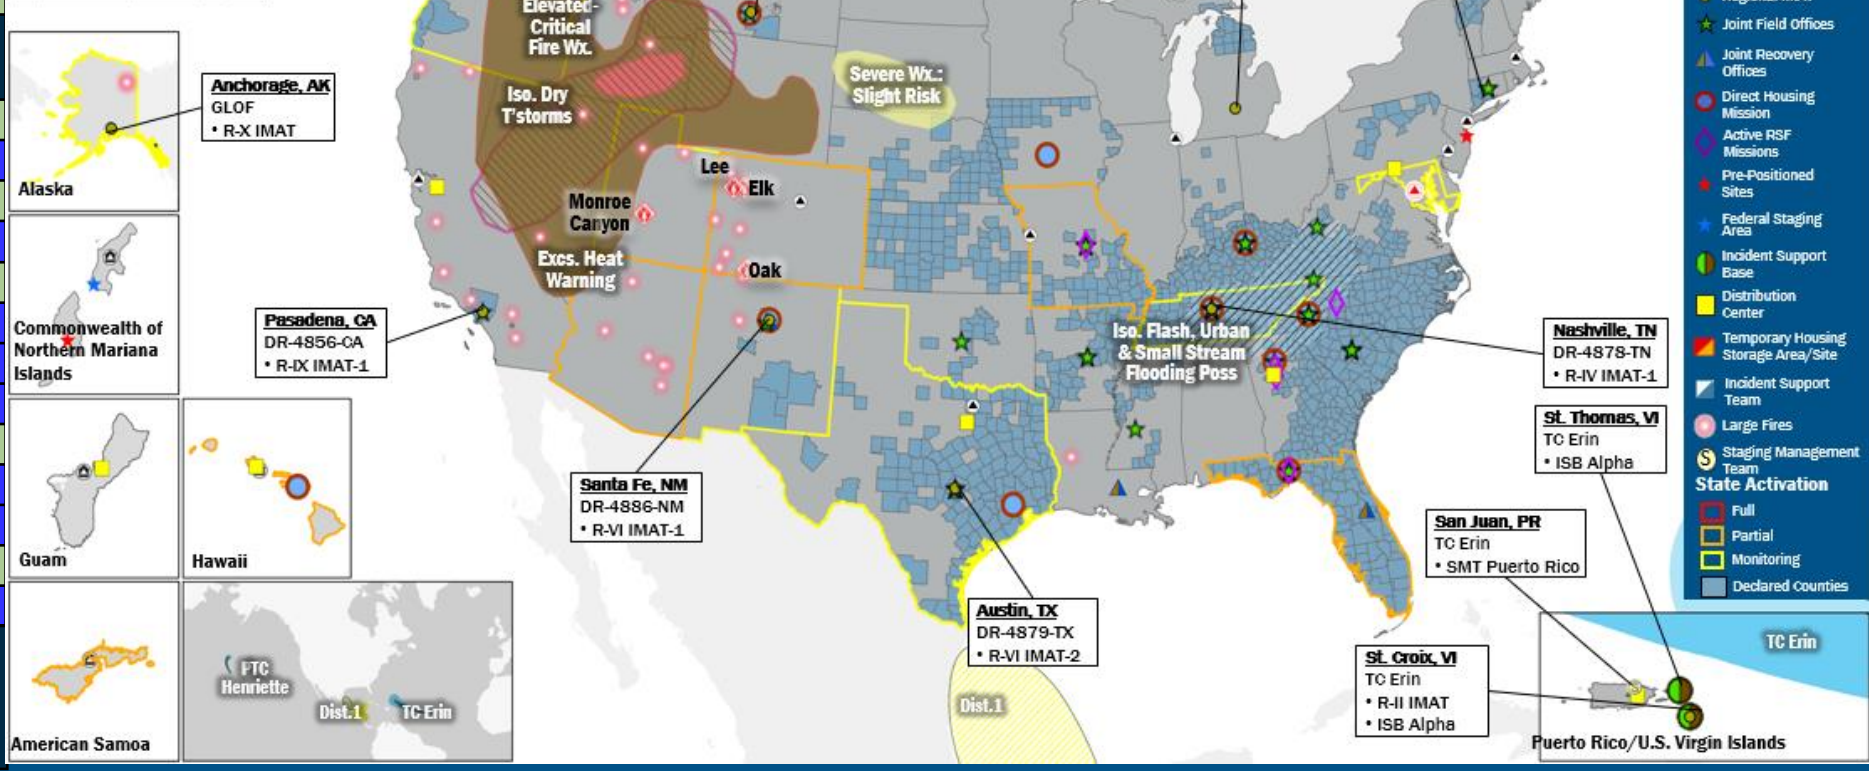 Elevated-
Critical
Fire Wx.
Iso. Dry
T'storms
Severe Wx.:
Slight Risk
Anchorage, AK
GLOF
• R-X IMAT
Alaska
Lee
Elk
Monroe
Canyon
Oak
Excs. Heat
Warning
Commonwealth of
Northern Mariana
Islands
Pasadena, CA
DR-4856-CA
• R-IX IMAT-1
Iso. Flash, Urban
& Small Stream
Flooding Poss
Nashville, TN
DR-4878-TN
• R-IV IMAT-1
St. Thomas, VI
TC Erin
• ISB Alpha
Santa Fe, NM
DR-4886-NM
• R-VI IMAT-1
San Juan, PR
TC Erin
• SMT Puerto Rico
Guam
Hawaii
Austin, TX
DR-4879-TX
• R-VI IMAT-2
St. Croix, VI
TC Erin
• R-II IMAT
• ISB Alpha
TC Erin
Puerto Rico/U.S. Virgin Islands
American Samoa
PTC
Henriette
Dist.1
TC Erin
Dist.1
Joint Field Offices
Joint Recovery
Offices
Direct Housing
Mission
Active RSF
Missions
Pre-Positioned
Sites
Federal Staging
Area
Incident Support
Base
Distribution
Center
Temporary Housing
Storage Area/Site
Incident Support
Team
Large Fires
S
Staging Management
Team
State Activation
Full
Partial
Monitoring
Declared Counties